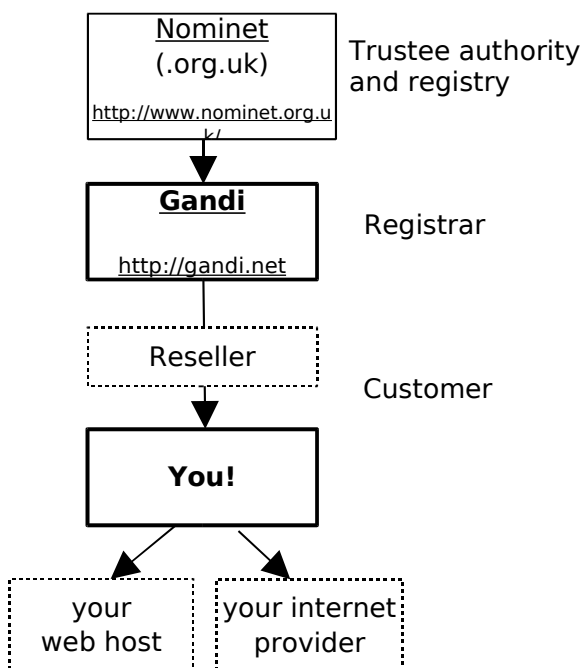 Nominet
(.org.uk)
http://www.nominet.org.u
k/
Trustee authority
and registry
Gandi
http://gandi.net
Registrar
Reseller
Customer
You!
your
web host
your internet
provider